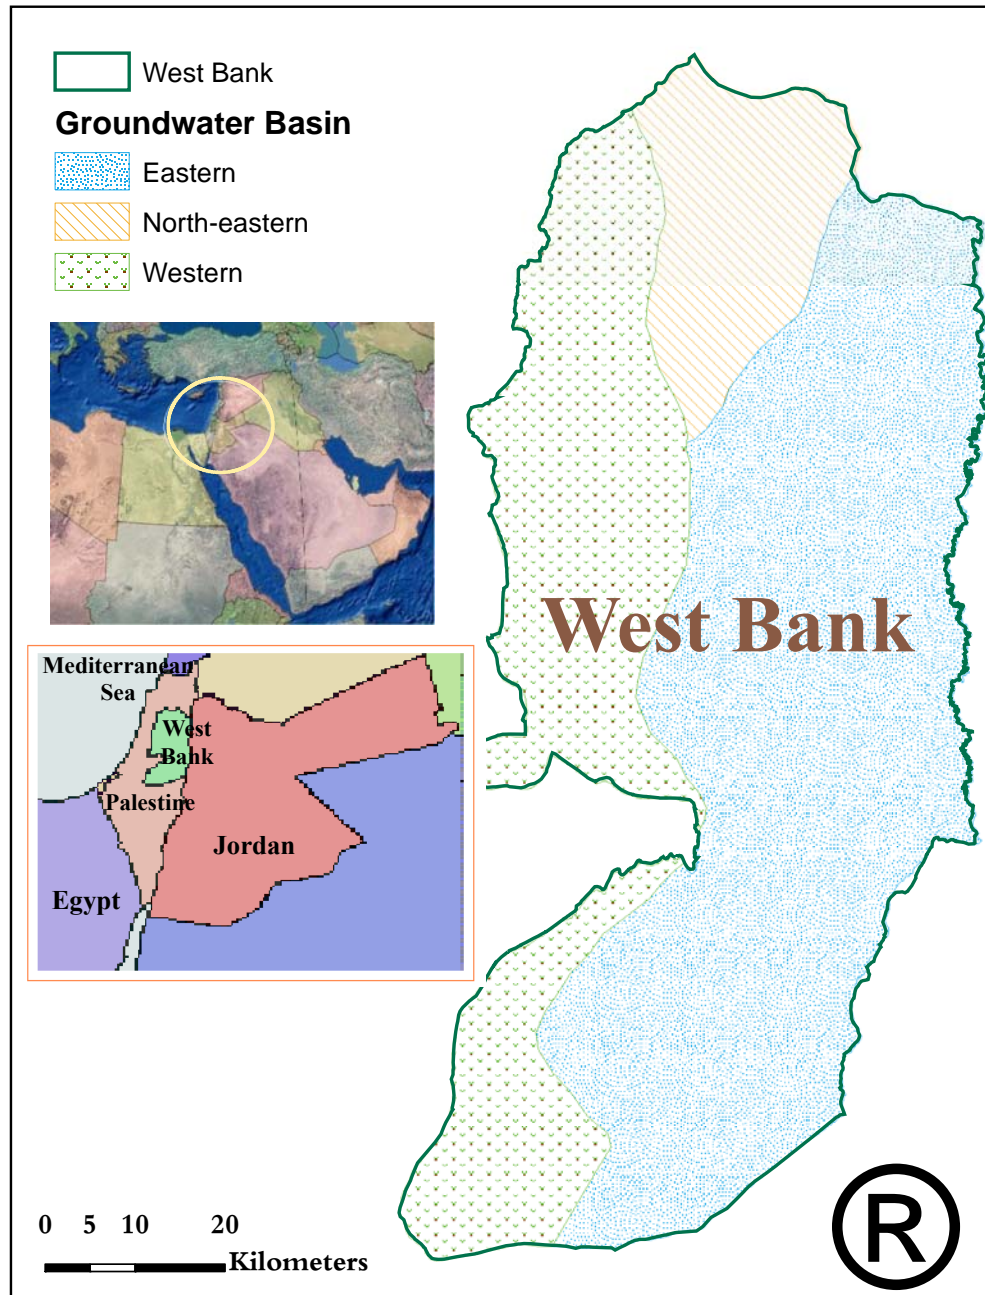 West Bank
Groundwater Basin
Eastern
North-eastern
Western
West Bank
Mediterranean
Sea
West
Bank
Palestine
Jordan
Egypt
0 5 10 20
Kilometers
R